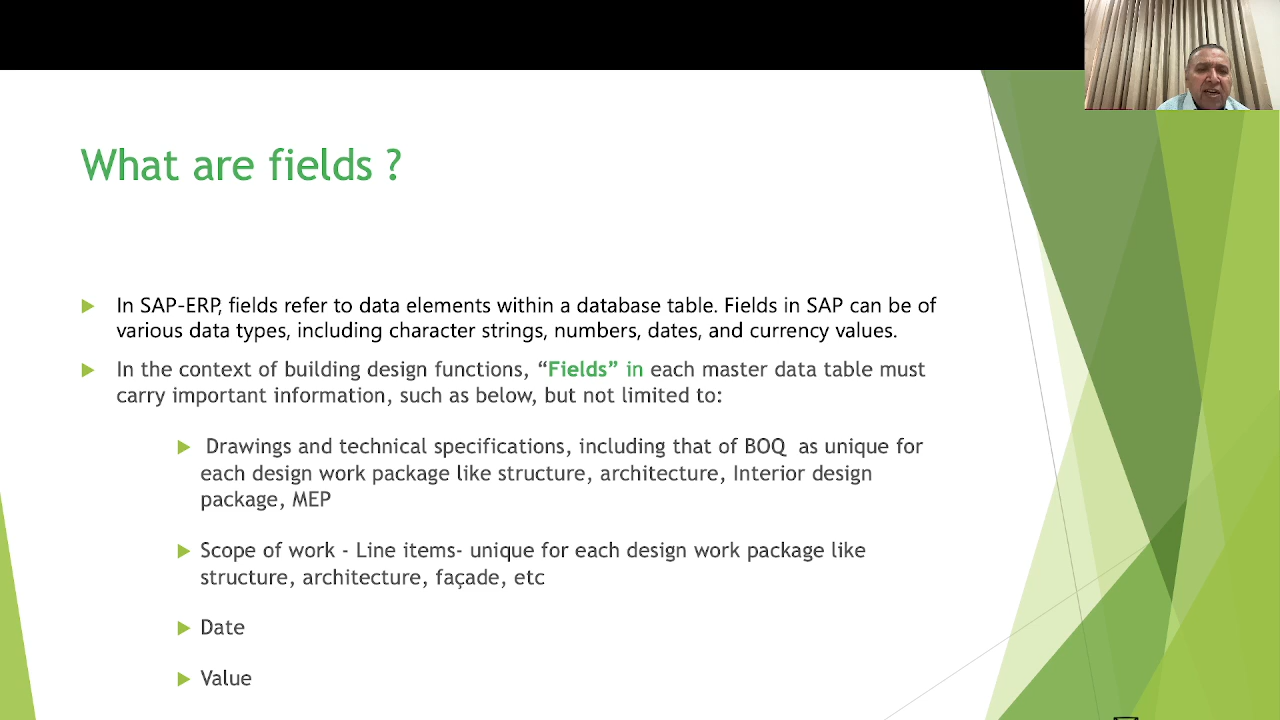 What are fields ?
In SAP-ERP, fields refer to data elements within a database table. Fields in SAP can be of
various data types, including character strings, numbers, dates, and currency values.
In the context of building design functions, “Fields” in each master data table must
carry important information, such as below, but not limited to:
Drawings and technical specifications, including that of BOQ as unique for
each design work package like structure, architecture, Interior design
package, MEP
Scope of work - Line items- unique for each design work package like
structure, architecture, façade, etc
Date
Value